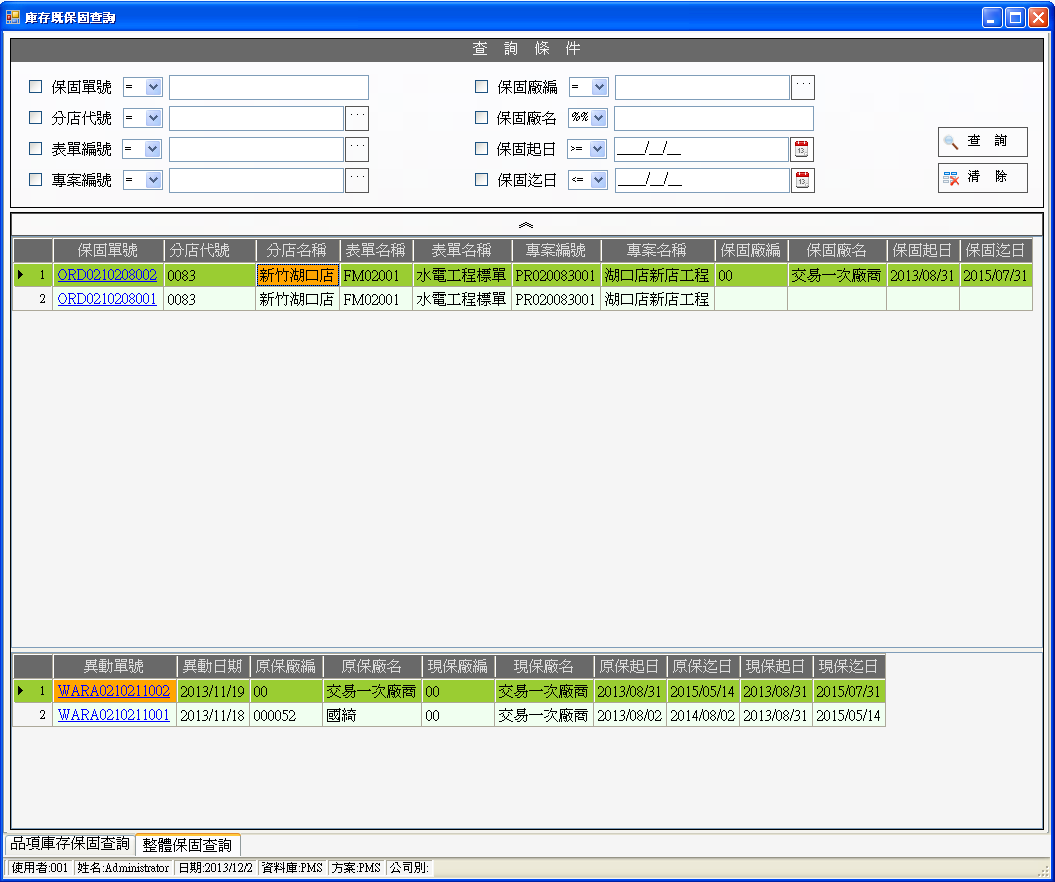 庫存既保固查詢
查 詢 條 件
保固單號 = 保固廠編 = ...
分店代號 = ... 保固廠名 %%
表單編號 = ... 保固起日 >= ____/__/__ 13
專案編號 = ... 保固迄日 <= ____/__/__ 13
查 詢
清 除
保固單號 分店代號 分店名稱 表單名稱 表單名稱 專案編號 專案名稱 保固廠編 保固廠名 保固起日 保固迄日
1 ORD0210208002 0083 新竹湖口店 FM02001 水電工程標單 PR020083001 湖口店新店工程 00 交易一次廠商 2013/08/31 2015/07/31
2 ORD0210208001 0083 新竹湖口店 FM02001 水電工程標單 PR020083001 湖口店新店工程
異動單號 異動日期 原保廠編 原保廠名 現保廠編 現保廠名 原保起日 原保迄日 現保起日 現保迄日
1 WARA0210211002 2013/11/19 00 交易一次廠商 00 交易一次廠商 2013/08/31 2015/05/14 2013/08/31 2015/07/31
2 WARA0210211001 2013/11/18 000052 國綺 00 交易一次廠商 2013/08/02 2014/08/02 2013/08/31 2015/05/14
品項庫存保固查詢 整體保固查詢
使用者:001 姓名:Administrator 日期:2013/12/2 資料庫:PMS 方案:PMS 公司別: